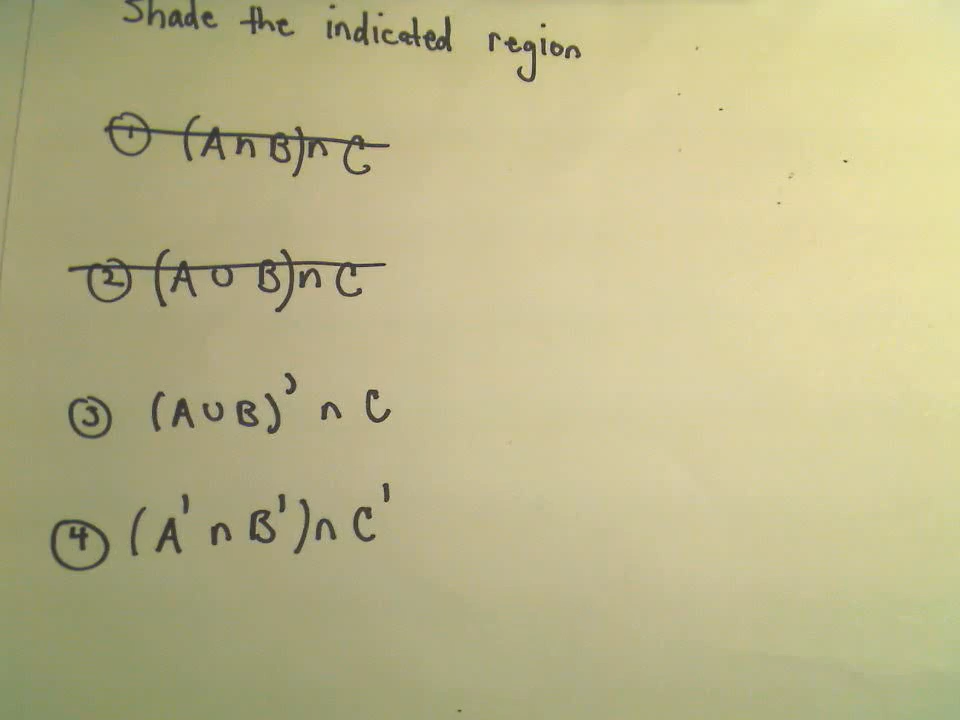 Shade the indicated region
① (A∩B)∩C
② (A∪B)∩C
③ (A∪B)' ∩ C
④ (A'∩B')∩C'